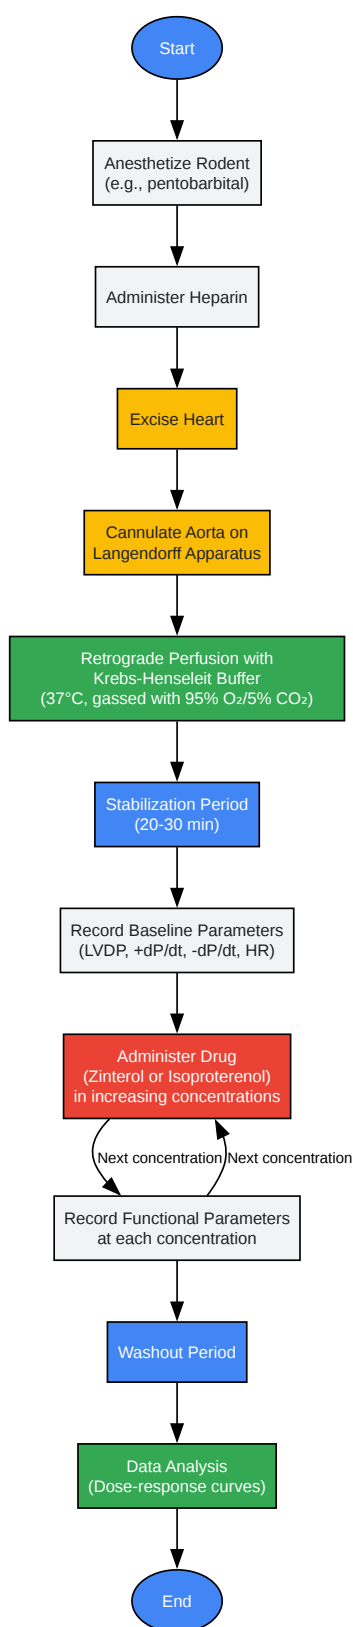 Start
Anesthetize Rodent
(e.g., pentobarbital)
Administer Heparin
Excise Heart
Cannulate Aorta on
Langendorff Apparatus
Retrograde Perfusion with
Krebs-Henseleit Buffer
(37°C, gassed with 95% O₂/5% CO₂)
Stabilization Period
(20-30 min)
Record Baseline Parameters
(LVDP, +dP/dt, -dP/dt, HR)
Administer Drug
(Zinterol or Isoproterenol)
in increasing concentrations
Next concentration
Next concentration
Record Functional Parameters
at each concentration
Washout Period
Data Analysis
(Dose-response curves)
End